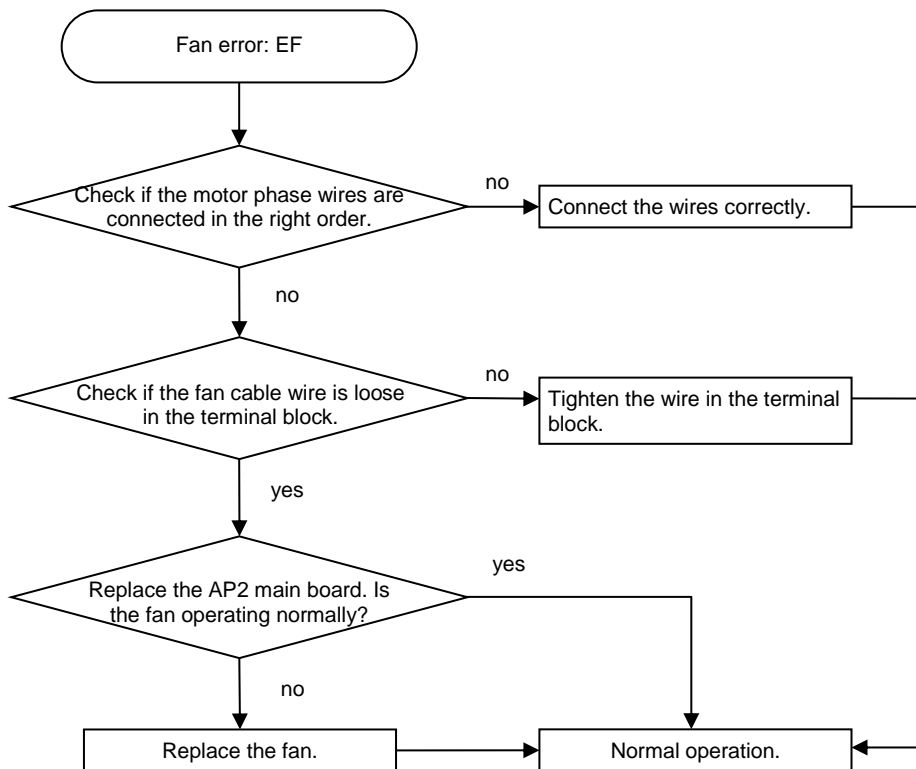 Fan error: EF
Check if the motor phase wires are
connected in the right order.
no
Connect the wires correctly.
no
Check if the fan cable wire is loose
in the terminal block.
no
Tighten the wire in the terminal
block.
yes
Replace the AP2 main board. Is
the fan operating normally?
yes
no
Replace the fan.
Normal operation.